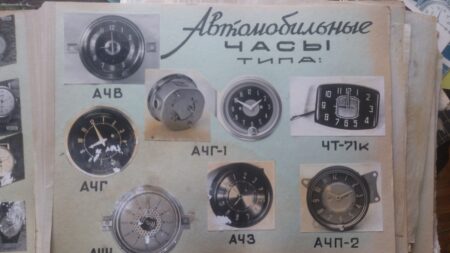 Автомобильные
ЧАСЫ
ТИПА:
АЧВ
АЧГ-1
ЧТ-71К
АЧГ
АЧЗ
АЧП-2